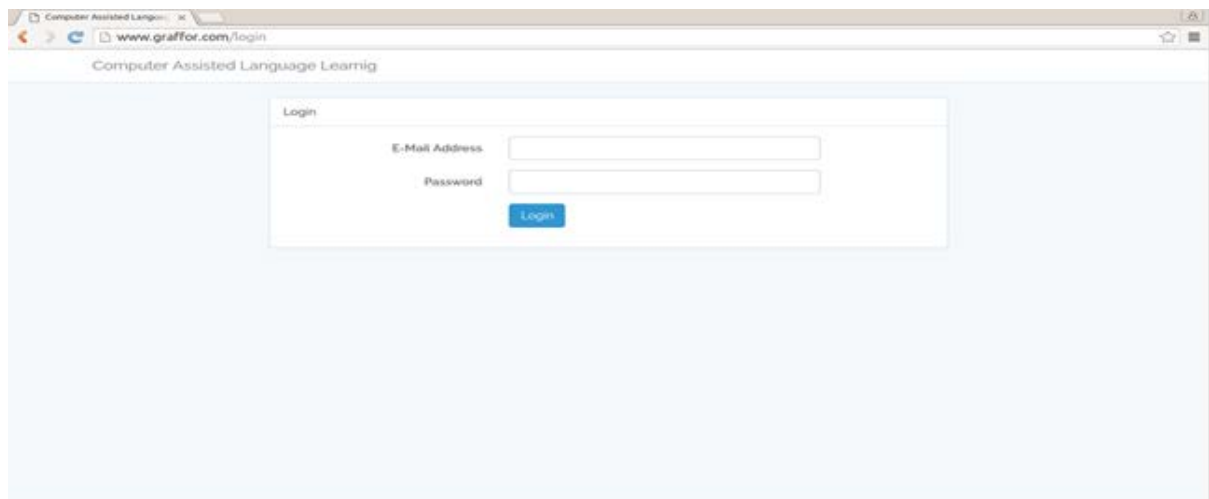 Computer Assisted Langu
www.graffor.com/login
Computer Assisted Language Learnig
Login
E-Mail Address
Password
Login